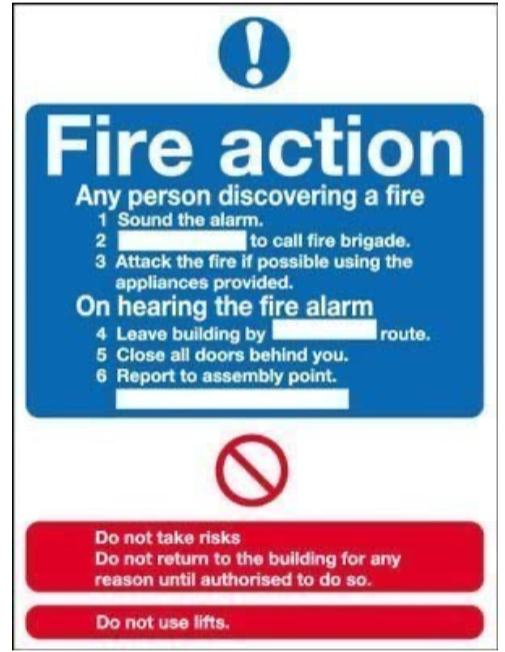 Fire action
Any person discovering a fire
1 Sound the alarm.
2 to call fire brigade.
3 Attack the fire if possible using the
appliances provided.
On hearing the fire alarm
4 Leave building by route.
5 Close all doors behind you.
6 Report to assembly point.
Do not take risks
Do not return to the building for any
reason until authorised to do so.
Do not use lifts.